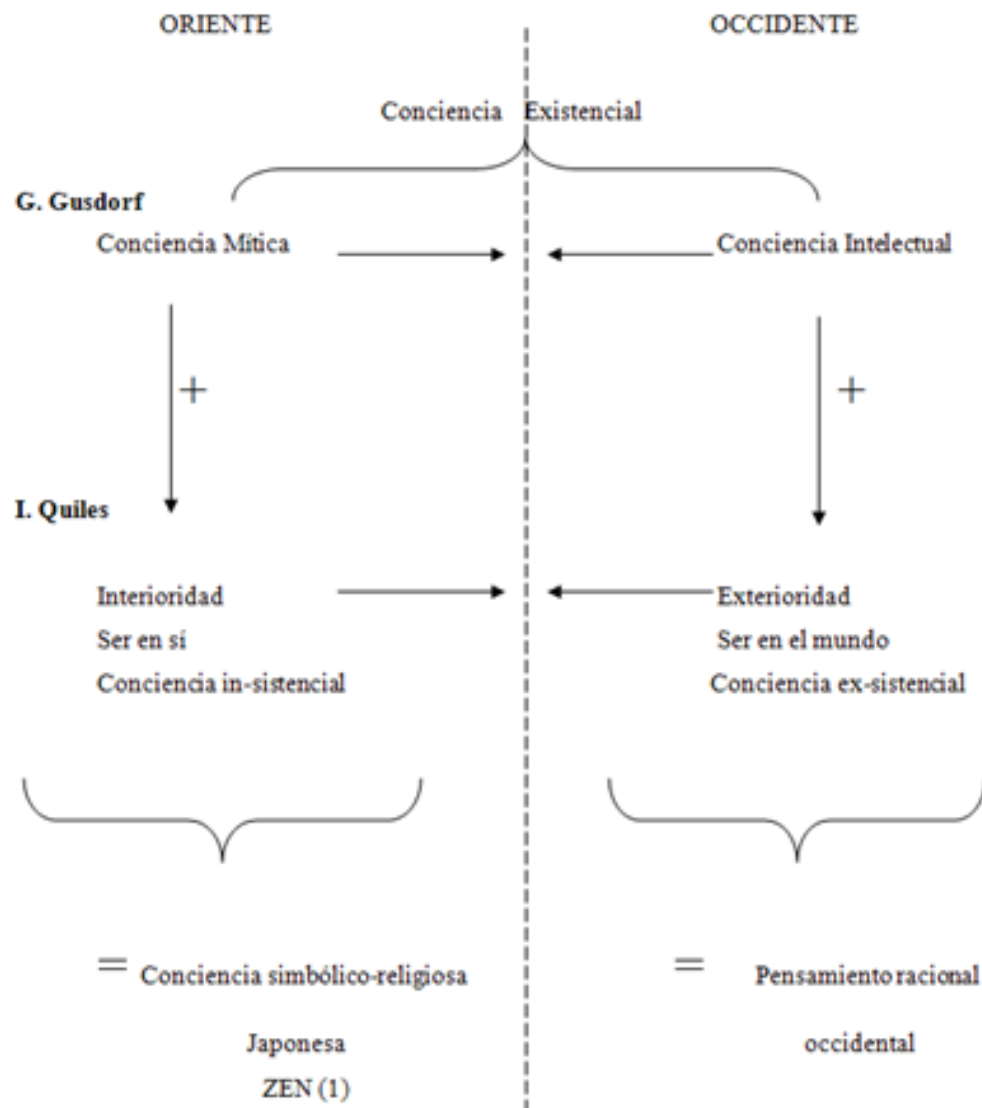 ORIENTE OCCIDENTE
Conciencia Existencial
G. Gusdorf
Conciencia Mítica Conciencia Intelectual
+ +
I. Quiles
Interioridad Exterioridad
Ser en sí Ser en el mundo
Conciencia in-sistencial Conciencia ex-sistencial
= Conciencia simbólico-religiosa = Pensamiento racional
Japonesa occidental
ZEN (1)